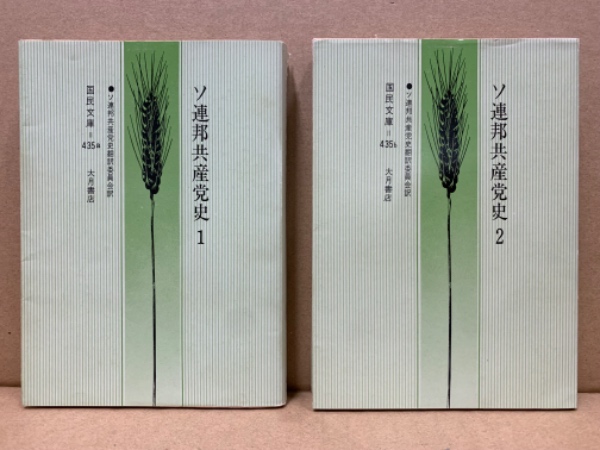 ソ連邦共産党史 1
●ソ連邦共産党史翻訳委員会訳
国民文庫=435a 大月書店
ソ連邦共産党史 2
●ソ連邦共産党史翻訳委員会訳
国民文庫=435b 大月書店